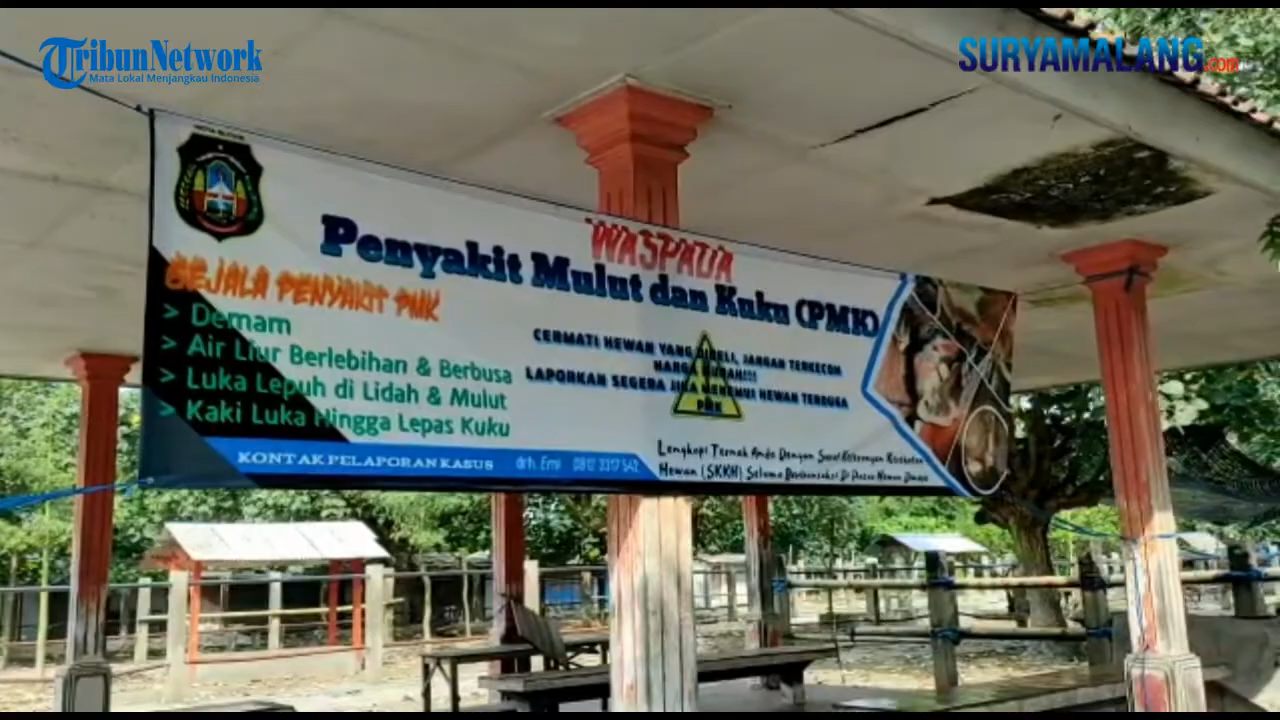 TribunNetwork
Mata Lokal Menjangkau Indonesia
SURYAMALANG.com
WASPADA
Penyakit Mulut dan Kuku (PMK)
GEJALA PENYAKIT PMK
> Demam
> Air Liur Berlebihan & Berbusa
> Luka Lepuh di Lidah & Mulut
> Kaki Luka Hingga Lepas Kuku
CERMATI HEWAN YANG DIBELI, JANGAN TERKECOH
HARGA MURAH!!!
LAPORKAN SEGERA JIKA MENEMUI HEWAN TERDUGA
PMK
KONTAK PELAPORAN KASUS drh. Erni 0812 3317 542
Lengkapi Ternak Anda Dengan Surat Keterangan Kesehatan
Hewan (SKKH) Selama Bertransaksi Di Pasar Hewan